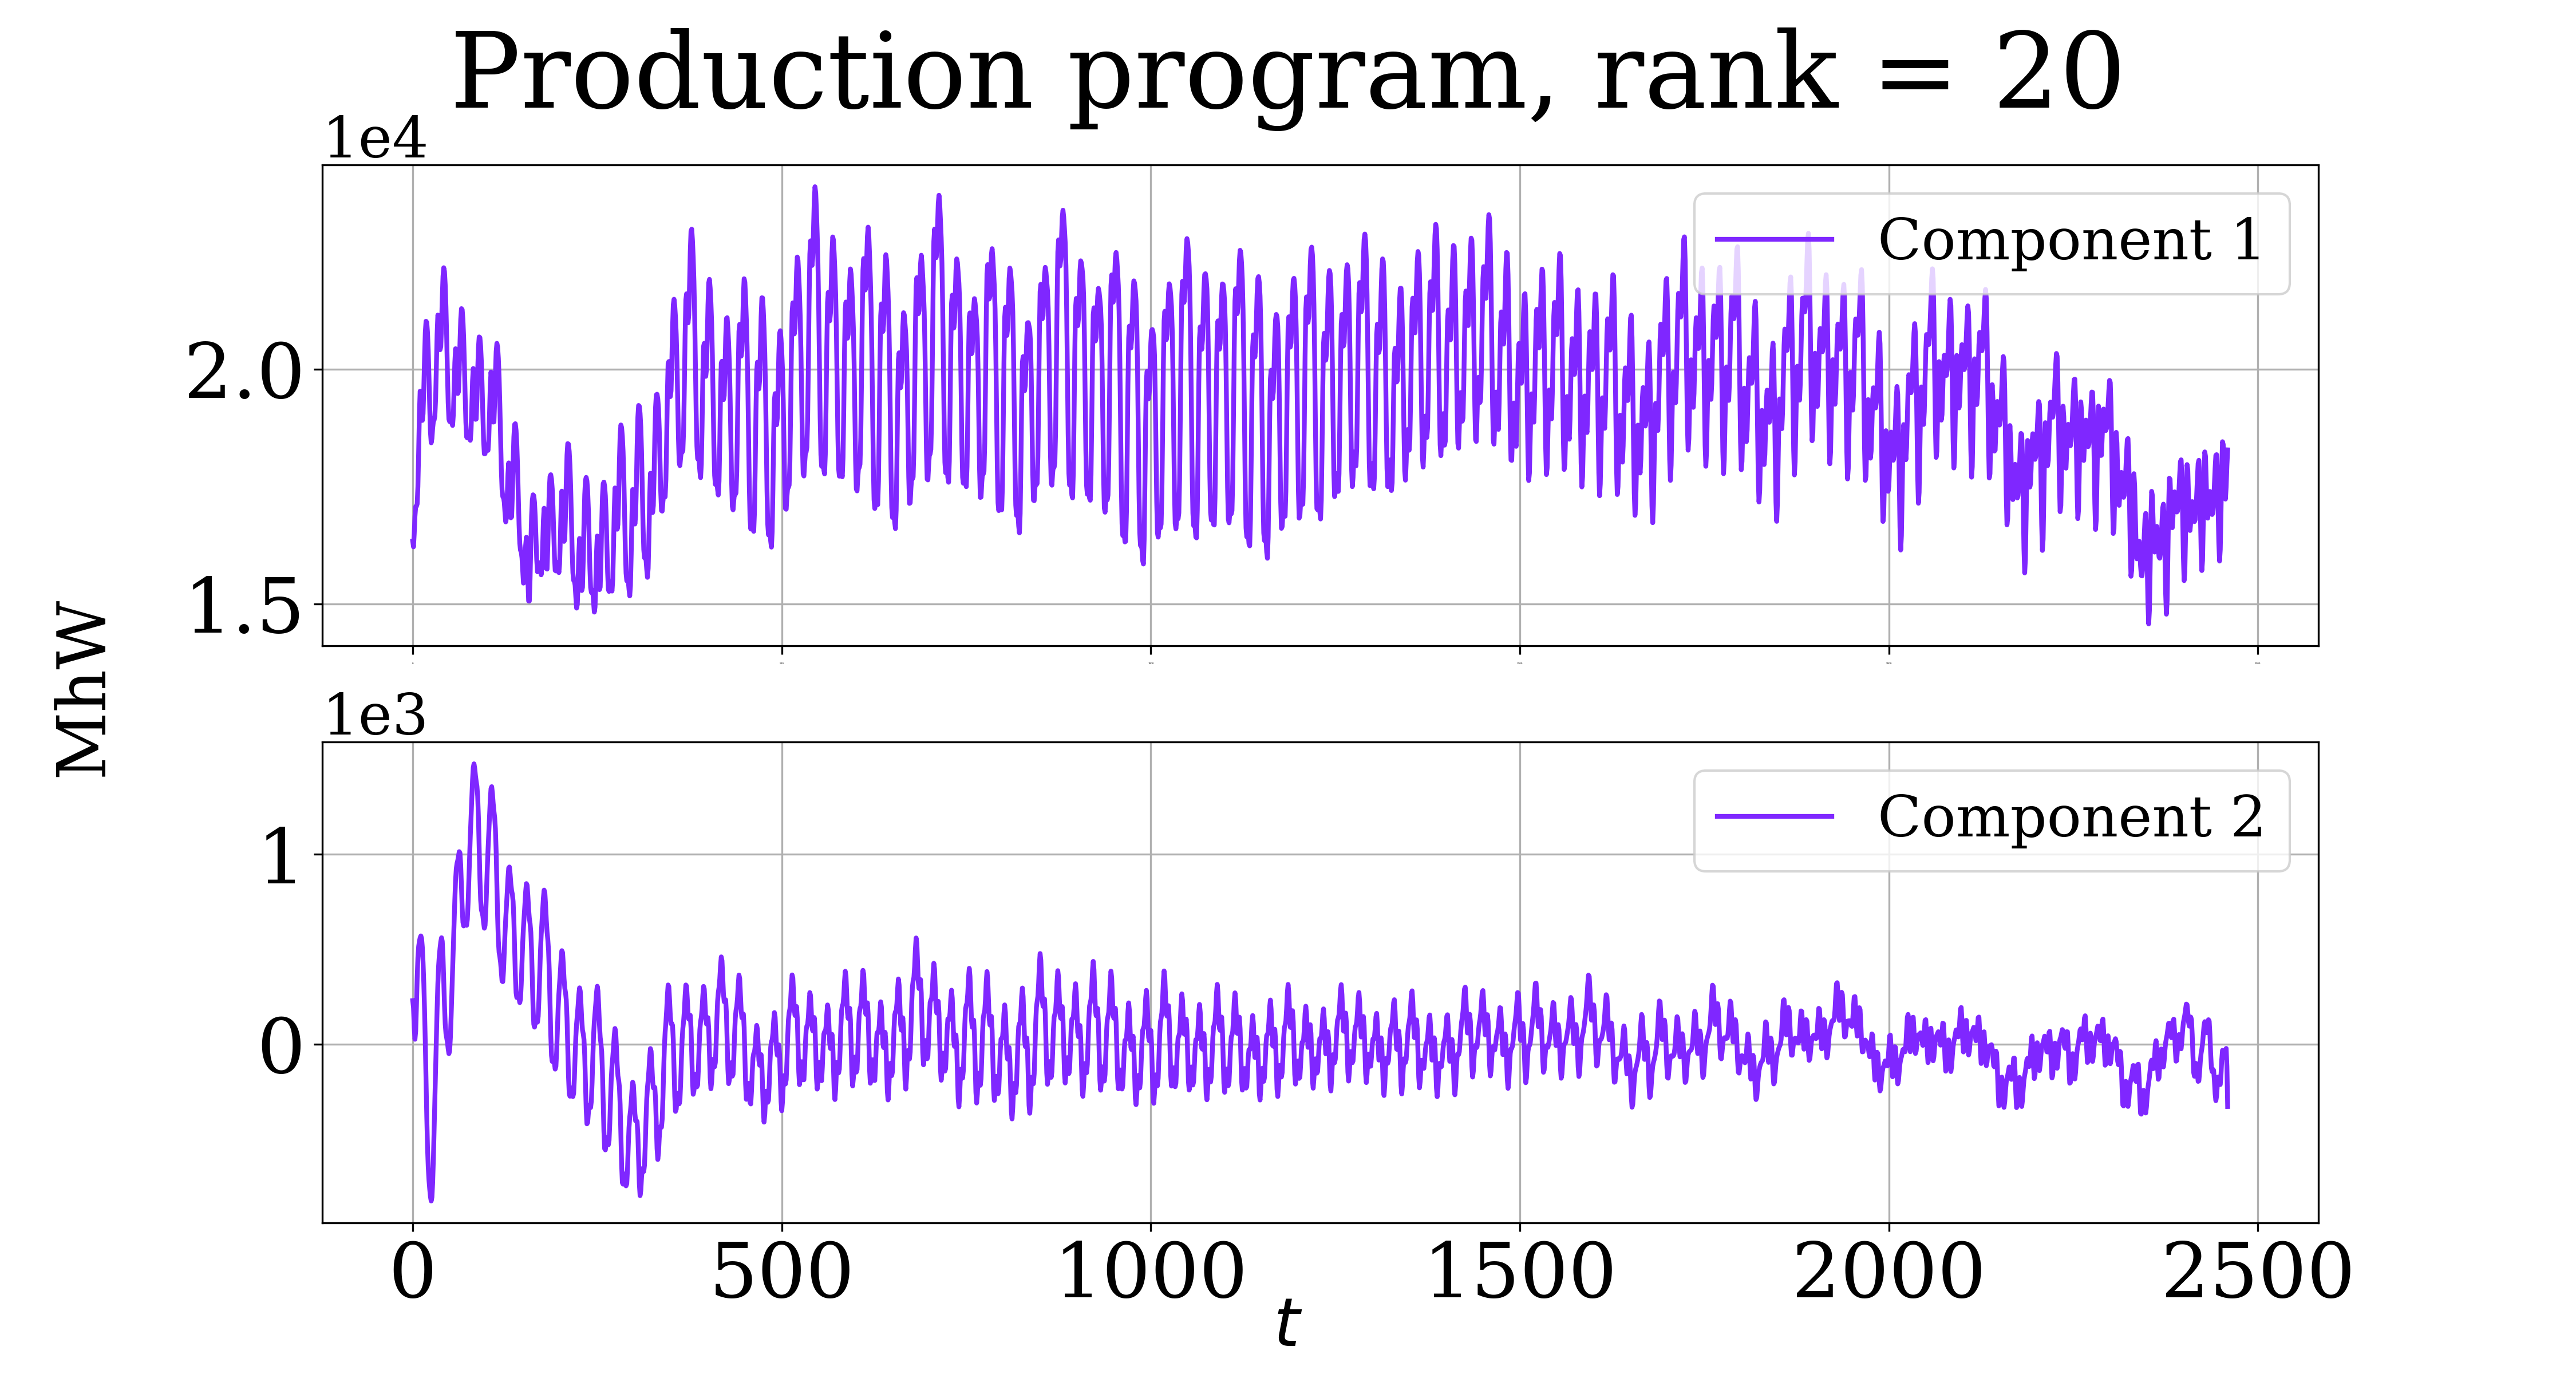 Production program, rank = 20
1e4
Component 1
2.0
1.5
MhW
1e3
Component 2
1
0
0 500 1000 1500 2000 2500
t